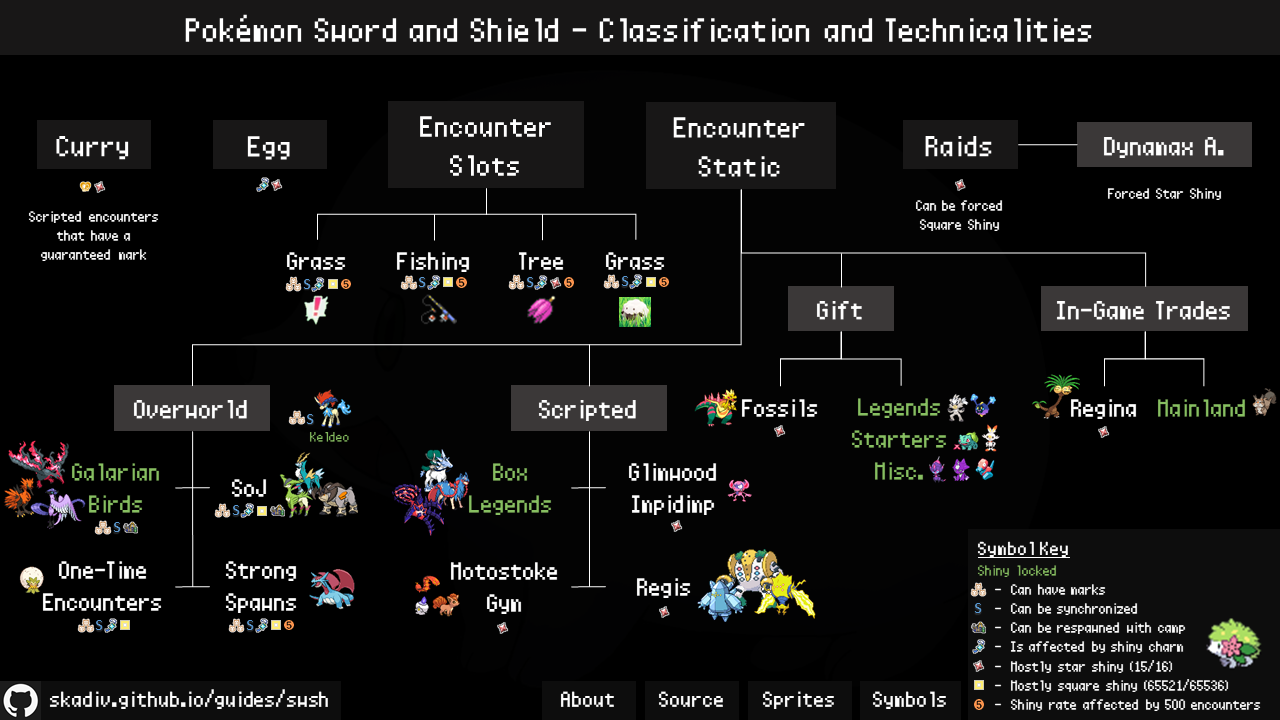 Pokémon Sword and Shield - Classification and Technicalities
Curry
Scripted encounters
that have a
guaranteed mark
Egg
Encounter
Slots
Encounter
Static
Raids
Can be forced
Square Shiny
Dynamax A.
Forced Star Shiny
Grass
Fishing
Tree
Grass
Gift
In-Game Trades
Overworld
Keldeo
Scripted
Fossils
Legends
Starters
Misc.
Regina
Mainland
Galarian
Birds
S
SoJ
Box
Legends
Glimwood
Impidimp
One-Time
Encounters
Strong
Spawns
Motostoke
Gym
Regis
Symbol Key
Shiny locked
- Can have marks
S - Can be synchronized
- Can be respawned with camp
- Is affected by shiny charm
- Mostly star shiny (15/16)
- Mostly square shiny (65521/65536)
5 - Shiny rate affected by 500 encounters
skadiv.github.io/guides/swsh
About
Source
Sprites
Symbols